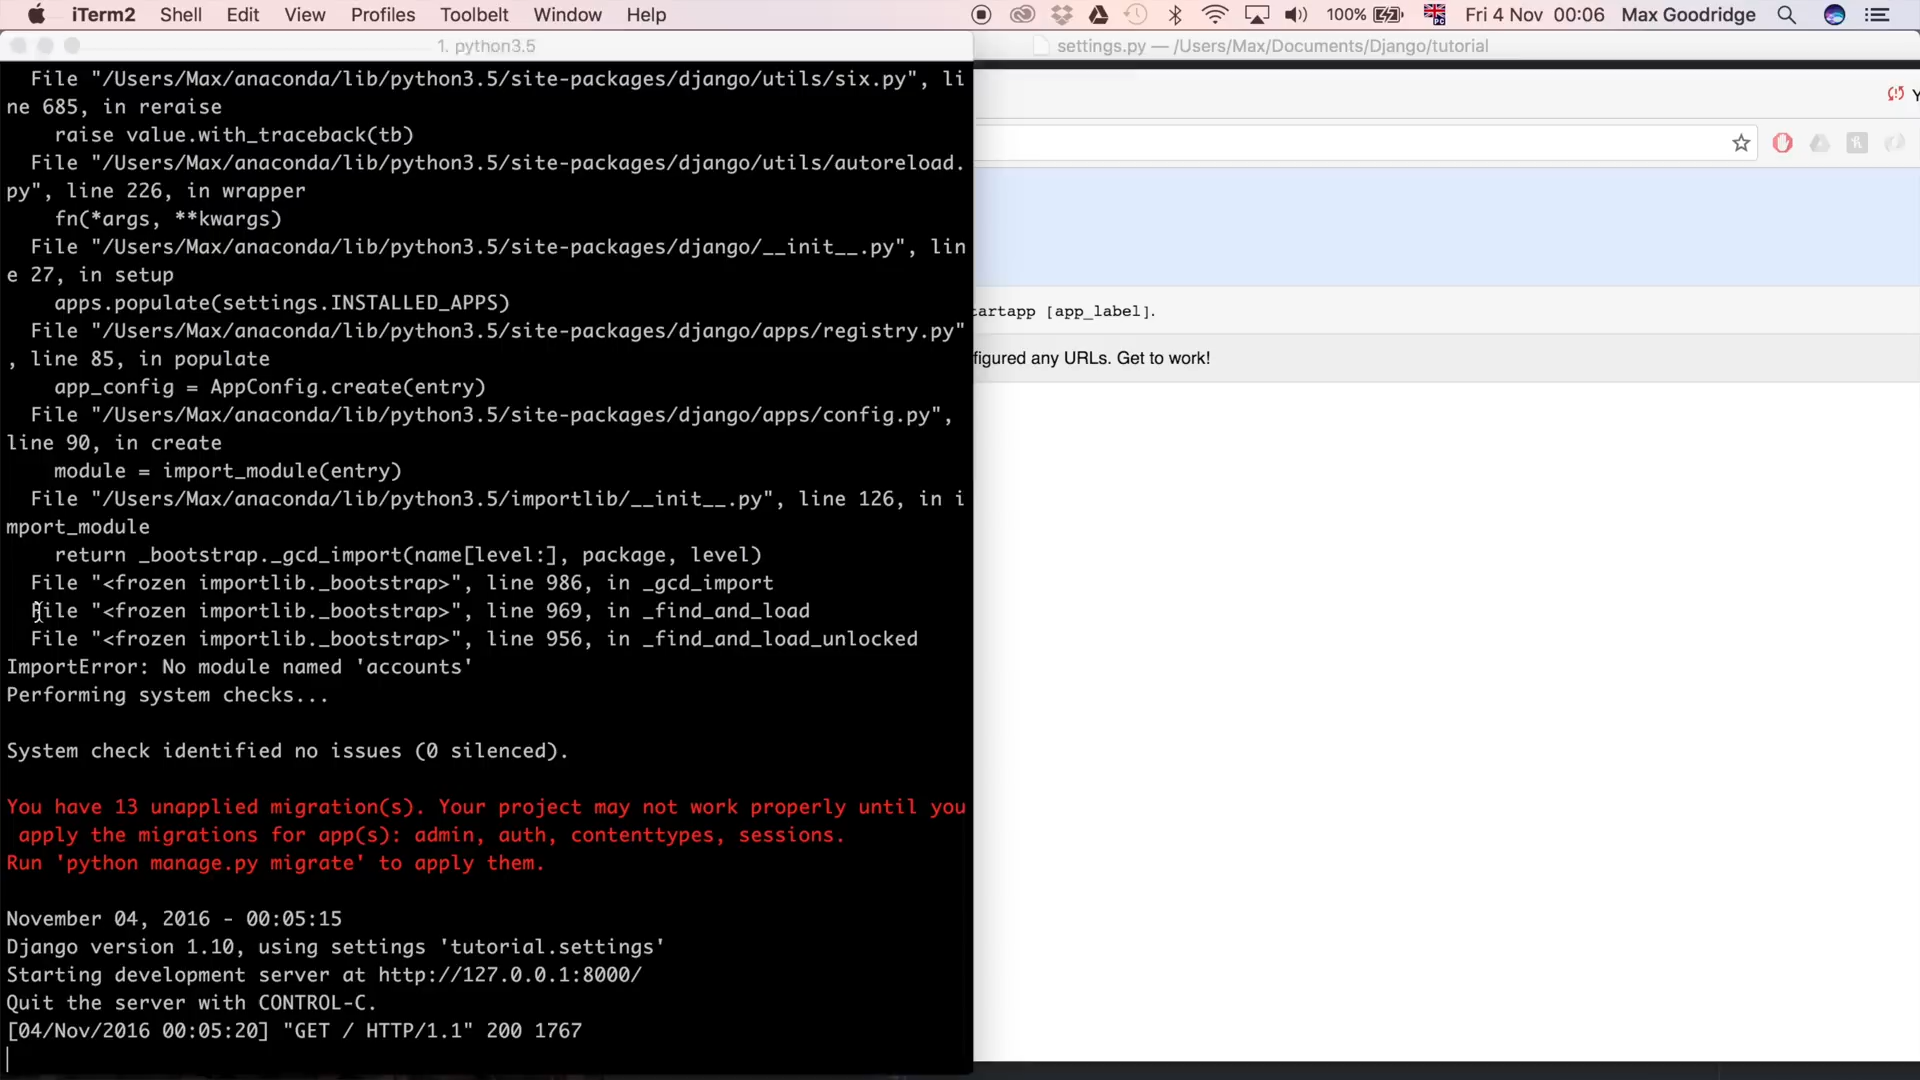 iTerm2 Shell Edit View Profiles Toolbelt Window Help 100% Fri 4 Nov 00:06 Max Goodridge
1. python3.5
settings.py — /Users/Max/Documents/Django/tutorial
File "/Users/Max/anaconda/lib/python3.5/site-packages/django/utils/six.py", li
ne 685, in reraise
raise value.with_traceback(tb)
File "/Users/Max/anaconda/lib/python3.5/site-packages/django/utils/autoreload.
py", line 226, in wrapper
fn(*args, **kwargs)
File "/Users/Max/anaconda/lib/python3.5/site-packages/django/__init__.py", lin
e 27, in setup
apps.populate(settings.INSTALLED_APPS)
File "/Users/Max/anaconda/lib/python3.5/site-packages/django/apps/registry.py"
, line 85, in populate
app_config = AppConfig.create(entry)
File "/Users/Max/anaconda/lib/python3.5/site-packages/django/apps/config.py",
line 90, in create
module = import_module(entry)
File "/Users/Max/anaconda/lib/python3.5/importlib/__init__.py", line 126, in i
mport_module
return _bootstrap._gcd_import(name[level:], package, level)
File "<frozen importlib._bootstrap>", line 986, in _gcd_import
File "<frozen importlib._bootstrap>", line 969, in _find_and_load
File "<frozen importlib._bootstrap>", line 956, in _find_and_load_unlocked
ImportError: No module named 'accounts'
Performing system checks...
System check identified no issues (0 silenced).
You have 13 unapplied migration(s). Your project may not work properly until you
apply the migrations for app(s): admin, auth, contenttypes, sessions.
Run 'python manage.py migrate' to apply them.
November 04, 2016 - 00:05:15
Django version 1.10, using settings 'tutorial.settings'
Starting development server at http://127.0.0.1:8000/
Quit the server with CONTROL-C.
[04/Nov/2016 00:05:20] "GET / HTTP/1.1" 200 1767
Y
tartapp [app_label].
figured any URLs. Get to work!